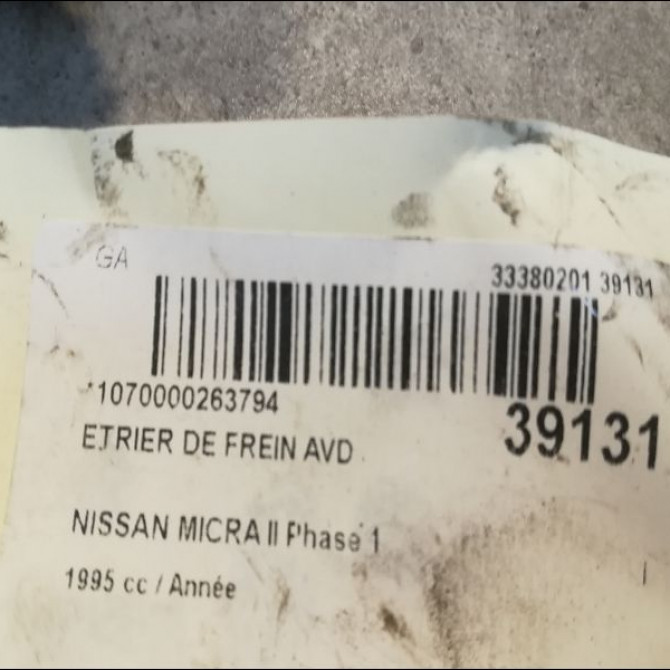 GA
33380201 39131
*1070000263794
39131
ETRIER DE FREIN AVD
NISSAN MICRA II Phase 1
1995 cc / Année